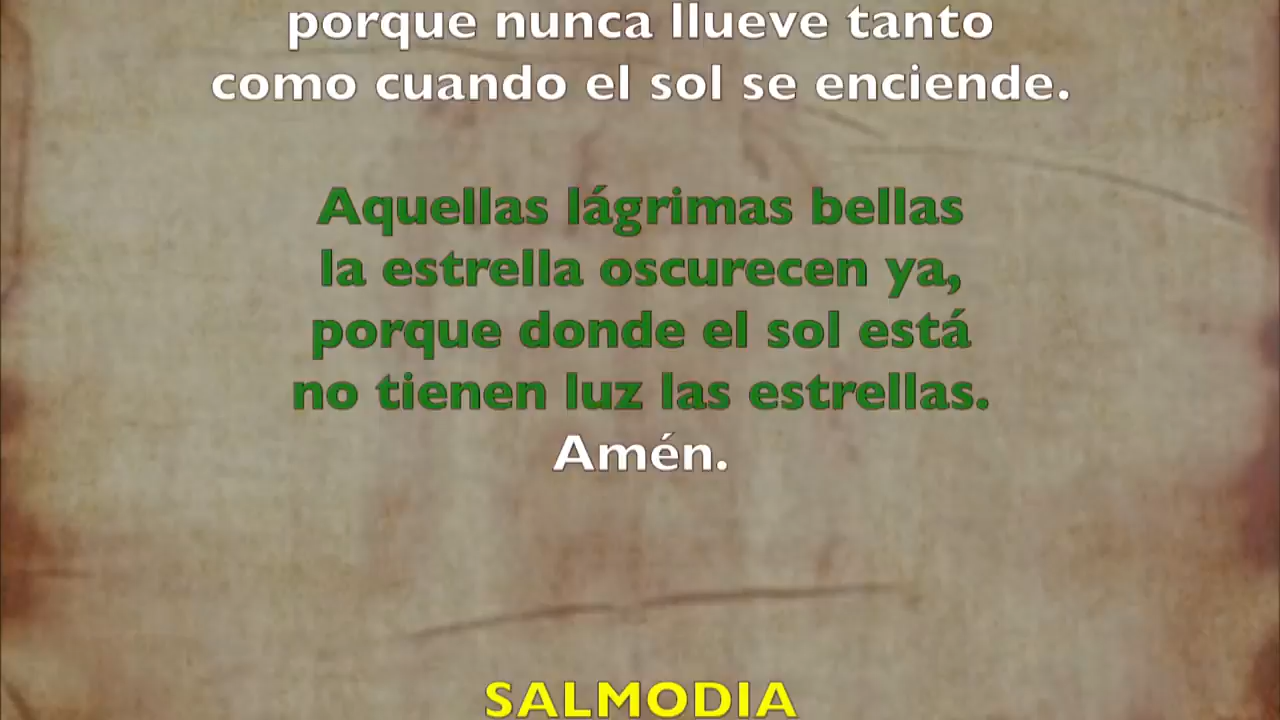 porque nunca llueve tanto
como cuando el sol se enciende.
Aquellas lágrimas bellas
la estrella oscurecen ya,
porque donde el sol está
no tienen luz las estrellas.
Amén.
SALMODIA